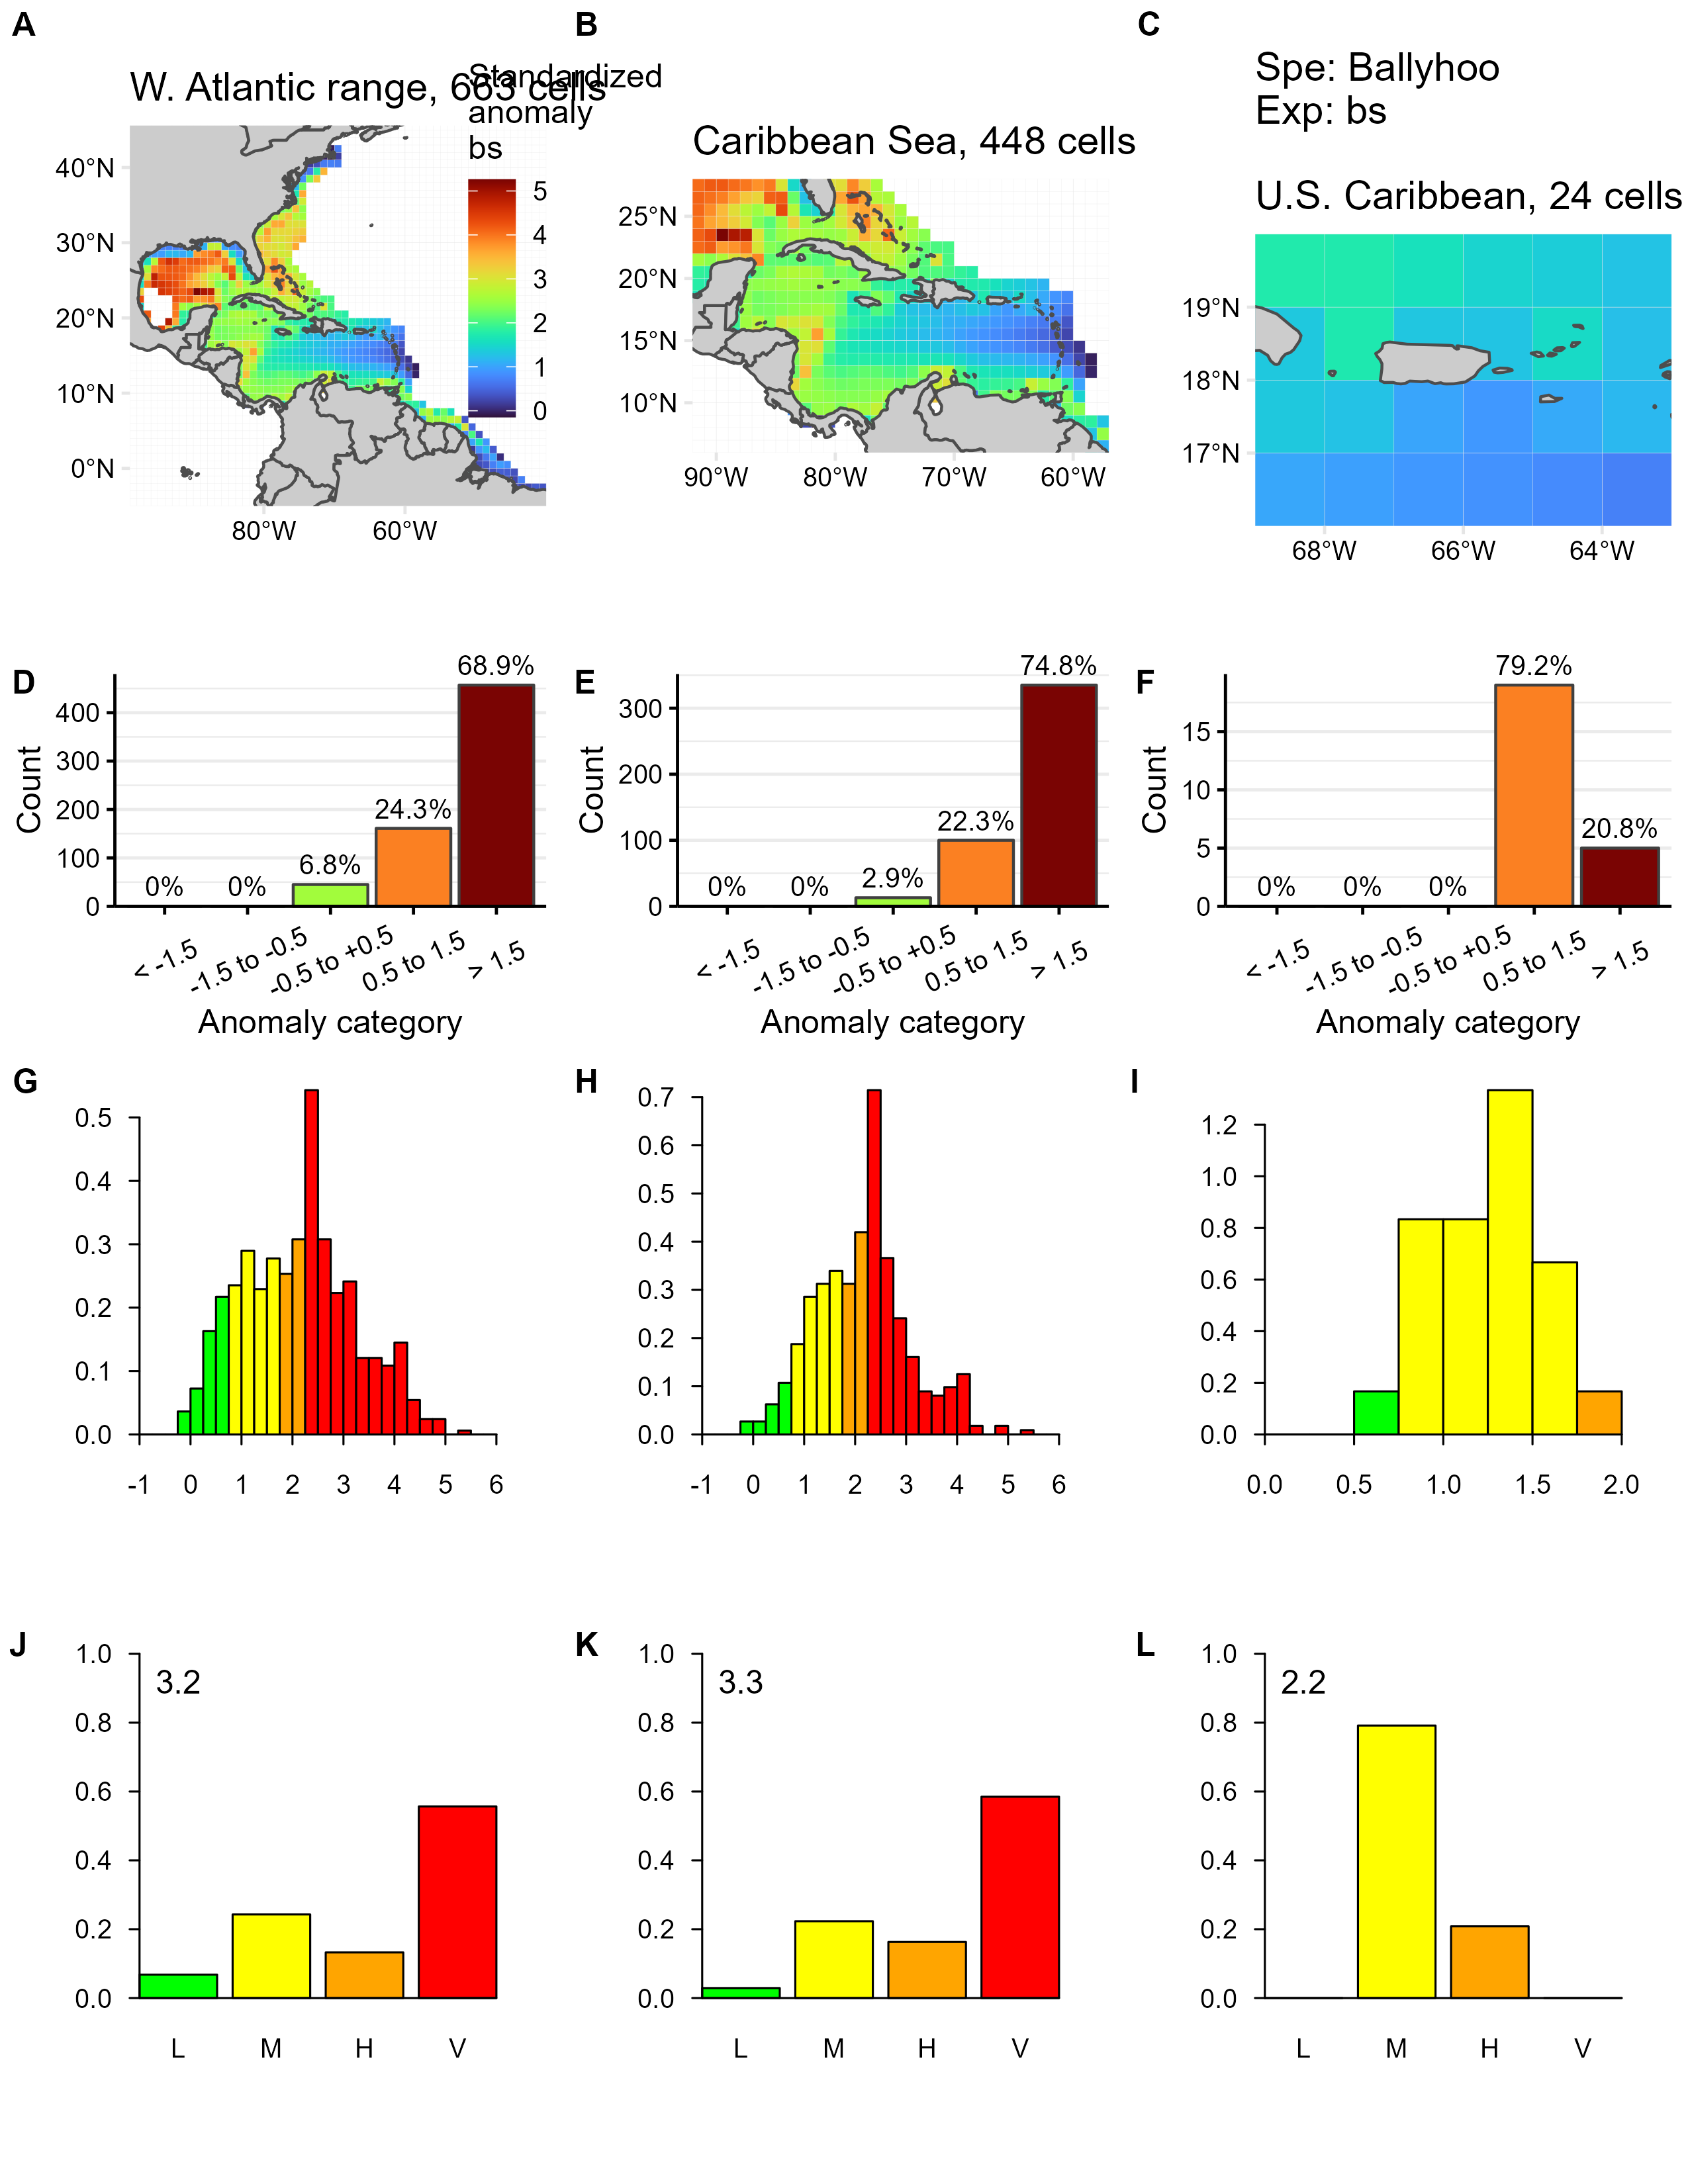 A
W. Atlantic range, 663 cells
Standardized
anomaly
bs
5
4
3
2
1
0
40°N
30°N
20°N
10°N
0°N
80°W
60°W
B
Caribbean Sea, 448 cells
25°N
20°N
15°N
10°N
90°W
80°W
70°W
60°W
C
Spe: Ballyhoo
Exp: bs
U.S. Caribbean, 24 cells
19°N
18°N
17°N
68°W
66°W
64°W
D
Count
400
300
200
100
0
0%
0%
6.8%
24.3%
68.9%
< -1.5
-1.5 to -0.5
-0.5 to +0.5
0.5 to 1.5
> 1.5
Anomaly category
E
Count
300
200
100
0
0%
0%
2.9%
22.3%
74.8%
< -1.5
-1.5 to -0.5
-0.5 to +0.5
0.5 to 1.5
> 1.5
Anomaly category
F
Count
15
10
5
0
0%
0%
0%
79.2%
20.8%
< -1.5
-1.5 to -0.5
-0.5 to +0.5
0.5 to 1.5
> 1.5
Anomaly category
G
0.5
0.4
0.3
0.2
0.1
0.0
-1 0 1 2 3 4 5 6
H
0.7
0.6
0.5
0.4
0.3
0.2
0.1
0.0
-1 0 1 2 3 4 5 6
I
1.2
1.0
0.8
0.6
0.4
0.2
0.0
0.0 0.5 1.0 1.5 2.0
J
3.2
1.0
0.8
0.6
0.4
0.2
0.0
L M H V
K
3.3
1.0
0.8
0.6
0.4
0.2
0.0
L M H V
L
2.2
1.0
0.8
0.6
0.4
0.2
0.0
L M H V